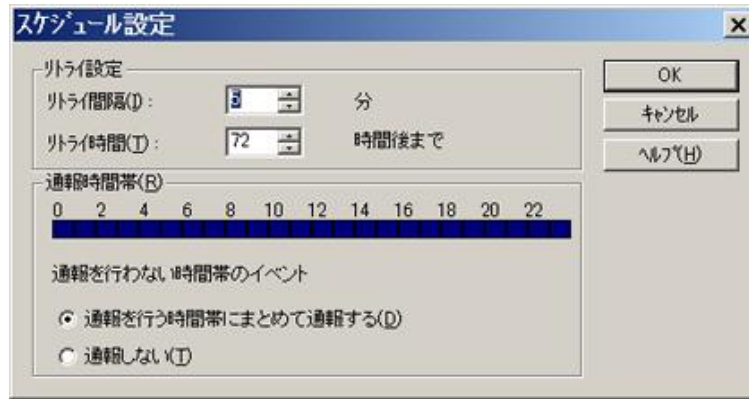 スケジュール設定
リトライ設定
リトライ間隔(I): 5 分
リトライ時間(T): 72 時間後まで
OK
キャンセル
ヘルプ(H)
通報時間帯(R)
0 2 4 6 8 10 12 14 16 18 20 22
通報を行わない時間帯のイベント
通報を行う時間帯にまとめて通報する(D)
通報しない(T)